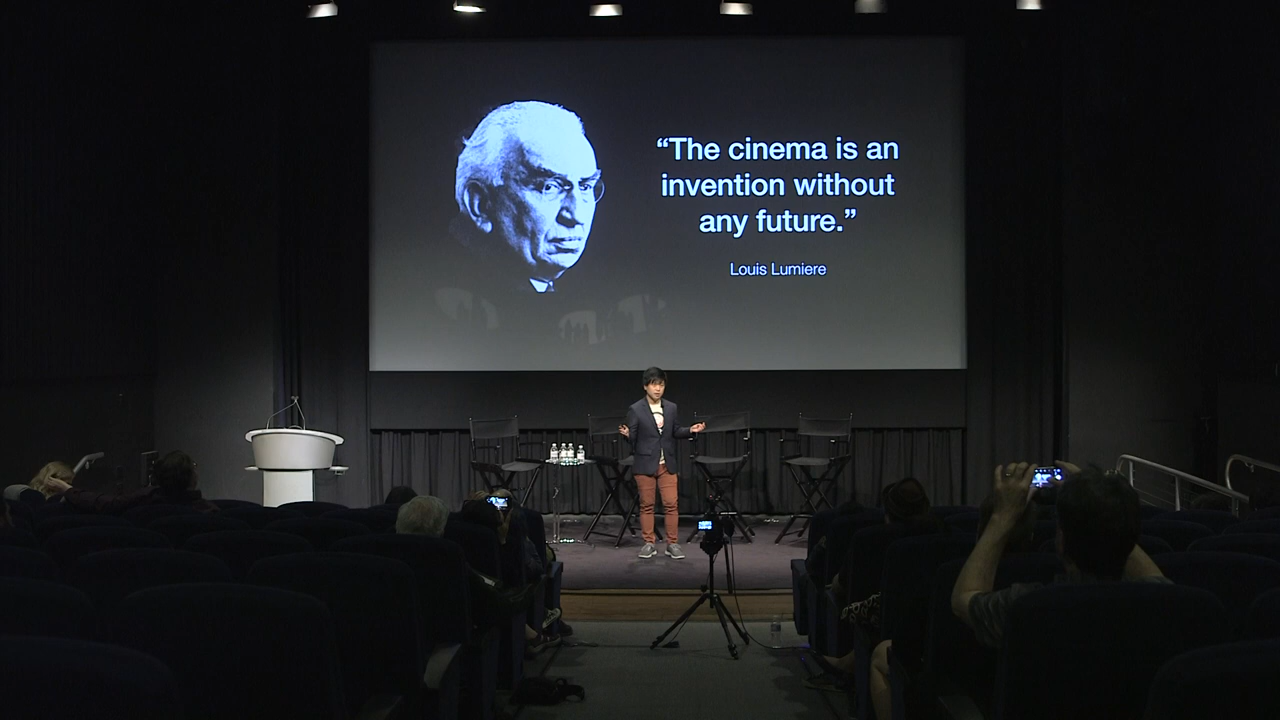 “The cinema is an
invention without
any future.”
Louis Lumiere